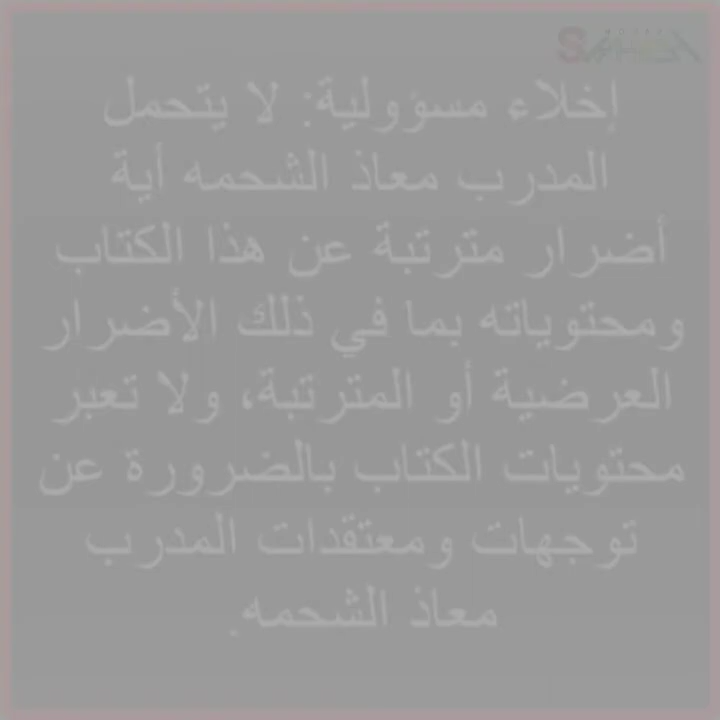 إخلاء مسؤولية: لا يتحمل
المدرب معاذ الشحمه أية
أضرار مترتبة عن هذا الكتاب
ومحتوياته بما في ذلك الأضرار
العرضية أو المترتبة، ولا تعبر
محتويات الكتاب بالضرورة عن
توجهات ومعتقدات المدرب
معاذ الشحمه.